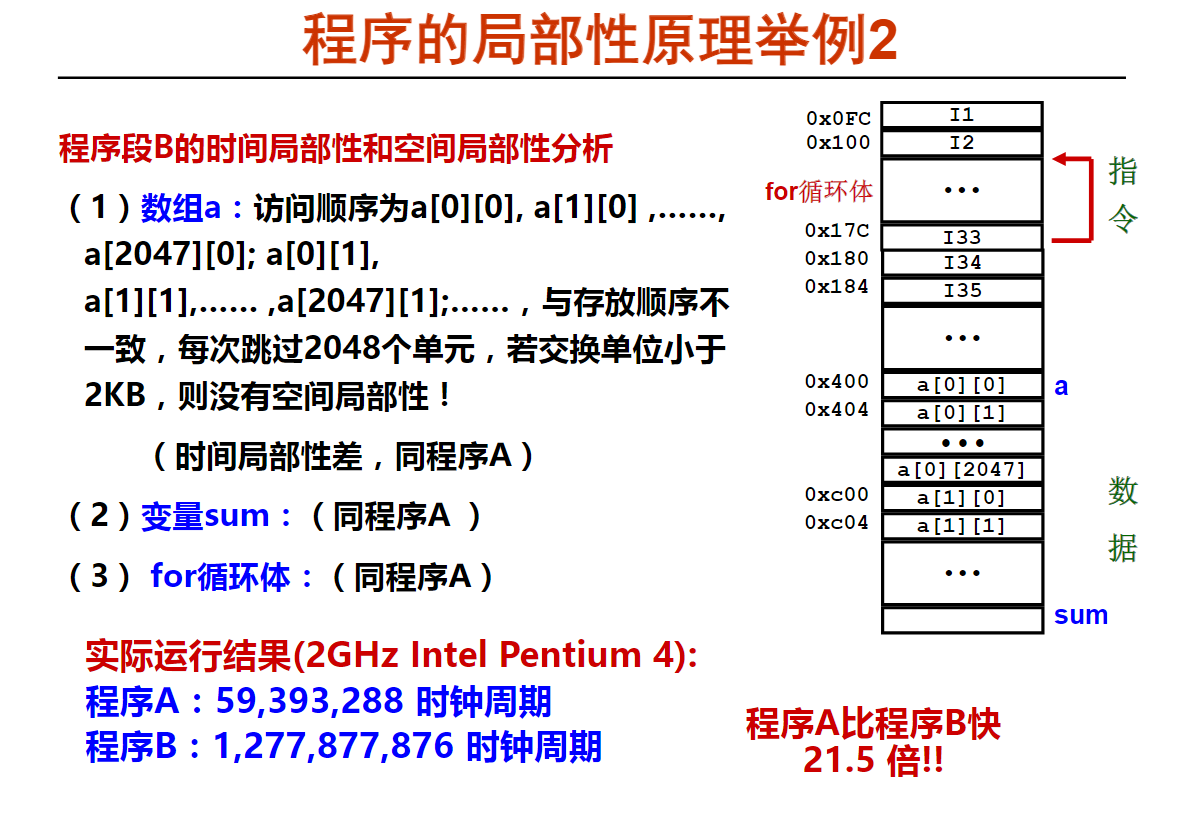 程序的局部性原理举例2
程序段B的时间局部性和空间局部性分析
（1）数组a：访问顺序为a[0][0], a[1][0] ,……,
a[2047][0]; a[0][1],
a[1][1],…… ,a[2047][1];……，与存放顺序不
一致，每次跳过2048个单元，若交换单位小于
2KB，则没有空间局部性！
（时间局部性差，同程序A）
（2）变量sum：（同程序A ）
（3） for循环体：（同程序A）
实际运行结果(2GHz Intel Pentium 4):
程序A：59,393,288 时钟周期
程序B：1,277,877,876 时钟周期
程序A比程序B快
21.5 倍!!
0x0FC I1
0x100 I2
for循环体 •••
0x17C I33
0x180 I34
0x184 I35
•••
0x400 a[0][0] a
0x404 a[0][1]
•••
a[0][2047]
0xc00 a[1][0]
0xc04 a[1][1]
•••
sum
指令
数据